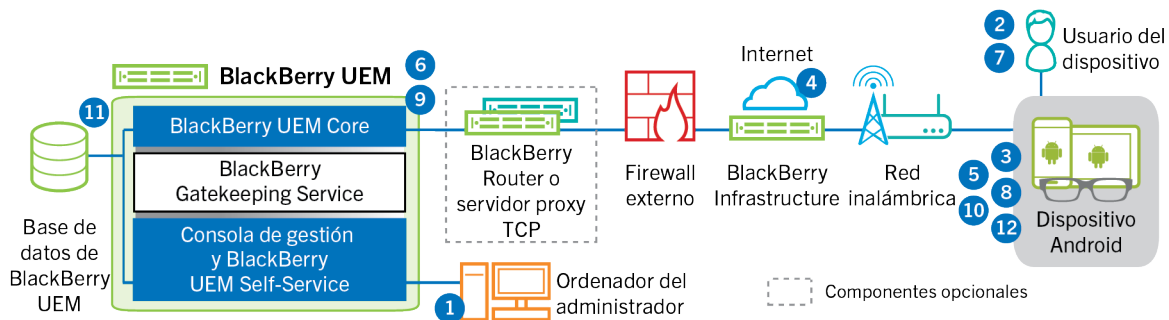 BlackBerry UEM
6
9
11
BlackBerry UEM Core
BlackBerry
Gatekeeping Service
Consola de gestión
y BlackBerry
UEM Self-Service
Base de
datos de
BlackBerry
UEM
1
Ordenador del
administrador
BlackBerry
Router o
servidor proxy
TCP
Firewall
externo
Internet
4
BlackBerry
Infrastructure
Red
inalámbrica
2
7
Usuario del
dispositivo
3
5
8
10
12
Dispositivo
Android
Componentes opcionales